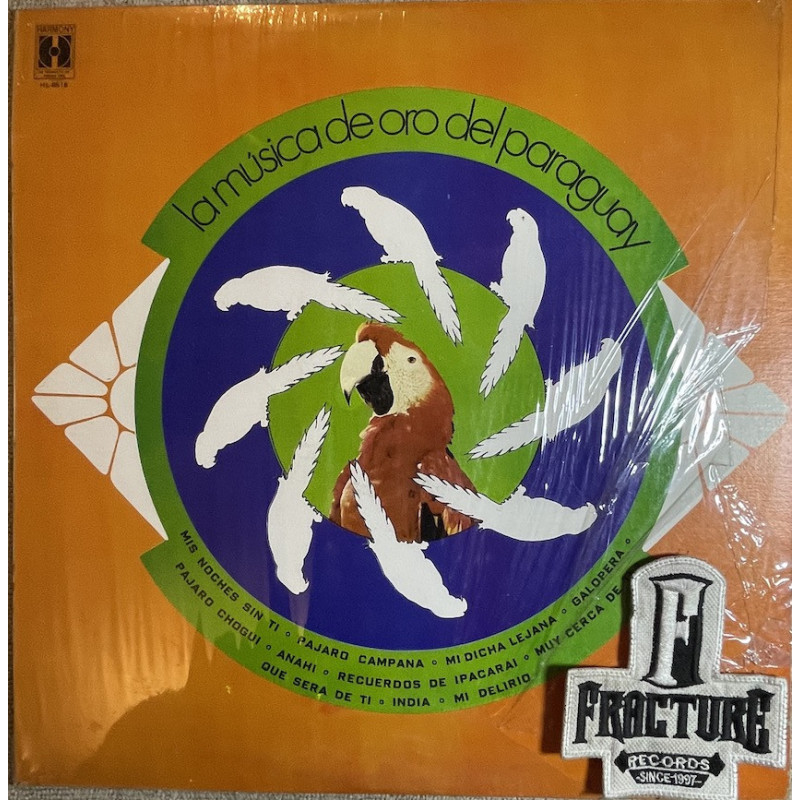 HARMONY
la música de oro del paraguay
MIS NOCHES SIN TI ◦ PAJARO CAMPANA ◦ MI DICHA LEJANA ◦ GALOPERA ◦
PAJARO CHOGUI ◦ ANAHI ◦ RECUERDOS DE IPACARAI ◦ MUY CERCA DE
QUE SERA DE TI ◦ INDIA ◦ MI DELIRIO
F
FRACTURE
RECORDS
-SINCE 1997-